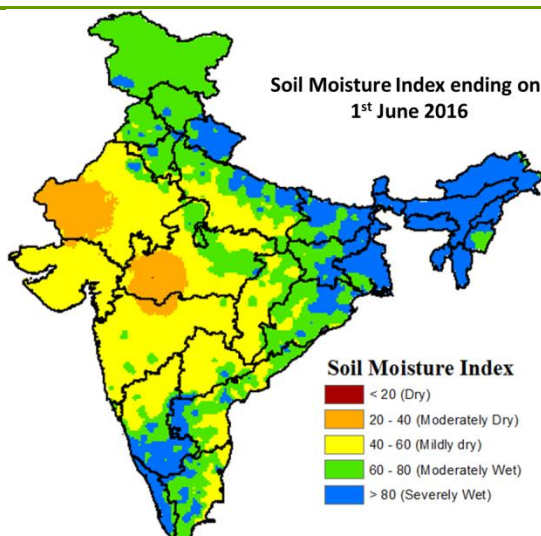 Soil Moisture Index ending on
1st June 2016
Soil Moisture Index
< 20 (Dry)
20 - 40 (Moderately Dry)
40 - 60 (Mildly dry)
60 - 80 (Moderately Wet)
> 80 (Severely Wet)